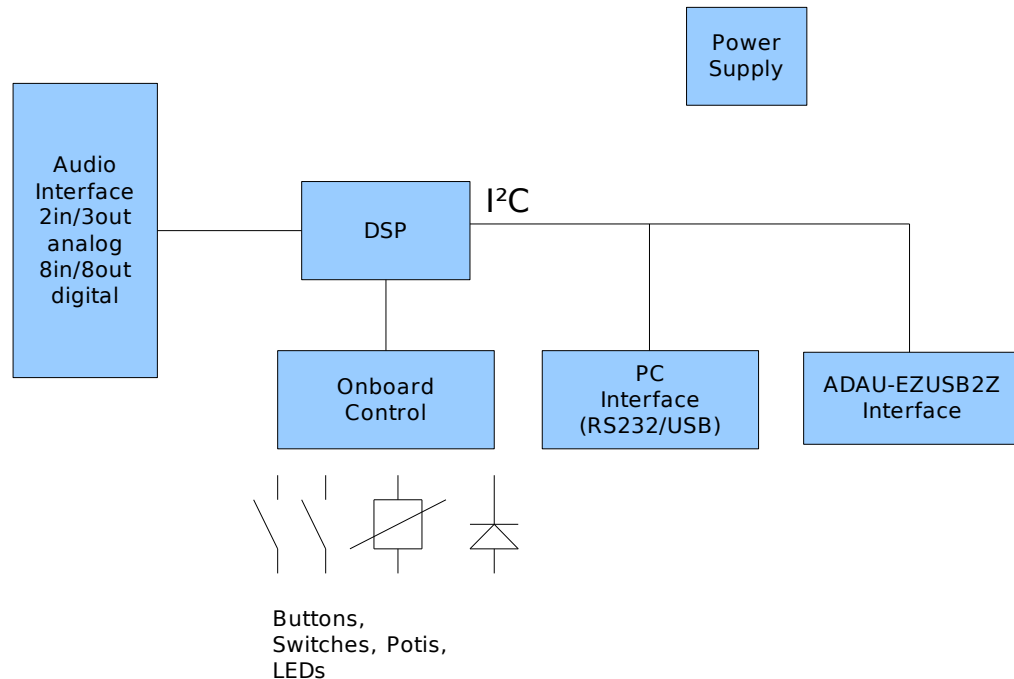 Power
Supply
Audio
Interface
2in/3out
analog
8in/8out
digital
DSP
I²C
Onboard
Control
PC
Interface
(RS232/USB)
ADAU-EZUSB2Z
Interface
Buttons,
Switches, Potis,
LEDs